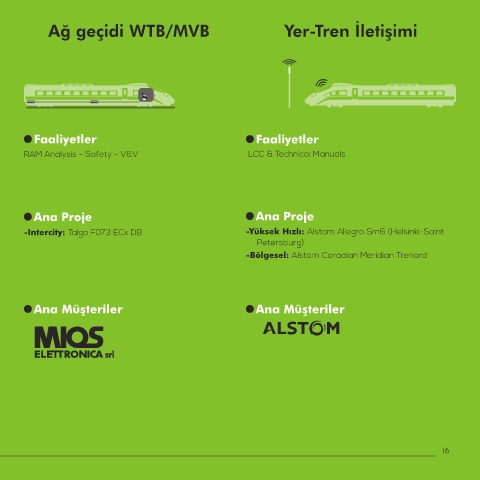 Ağ geçidi WTB/MVB
Faaliyetler
RAM Analysis - Safety - V&V
Ana Proje
-Intercity: Talgo F073 ECx DB
Ana Müşteriler
MIOS
ELETTRONICA srl
Yer-Tren İletişimi
Faaliyetler
LCC & Technical Manuals
Ana Proje
-Yüksek Hızlı: Alstom Allegro Sm6 (Helsinki-Saint
Petersburg)
-Bölgesel: Alstom Coradian Meridian Trenord
Ana Müşteriler
ALSTOM
16